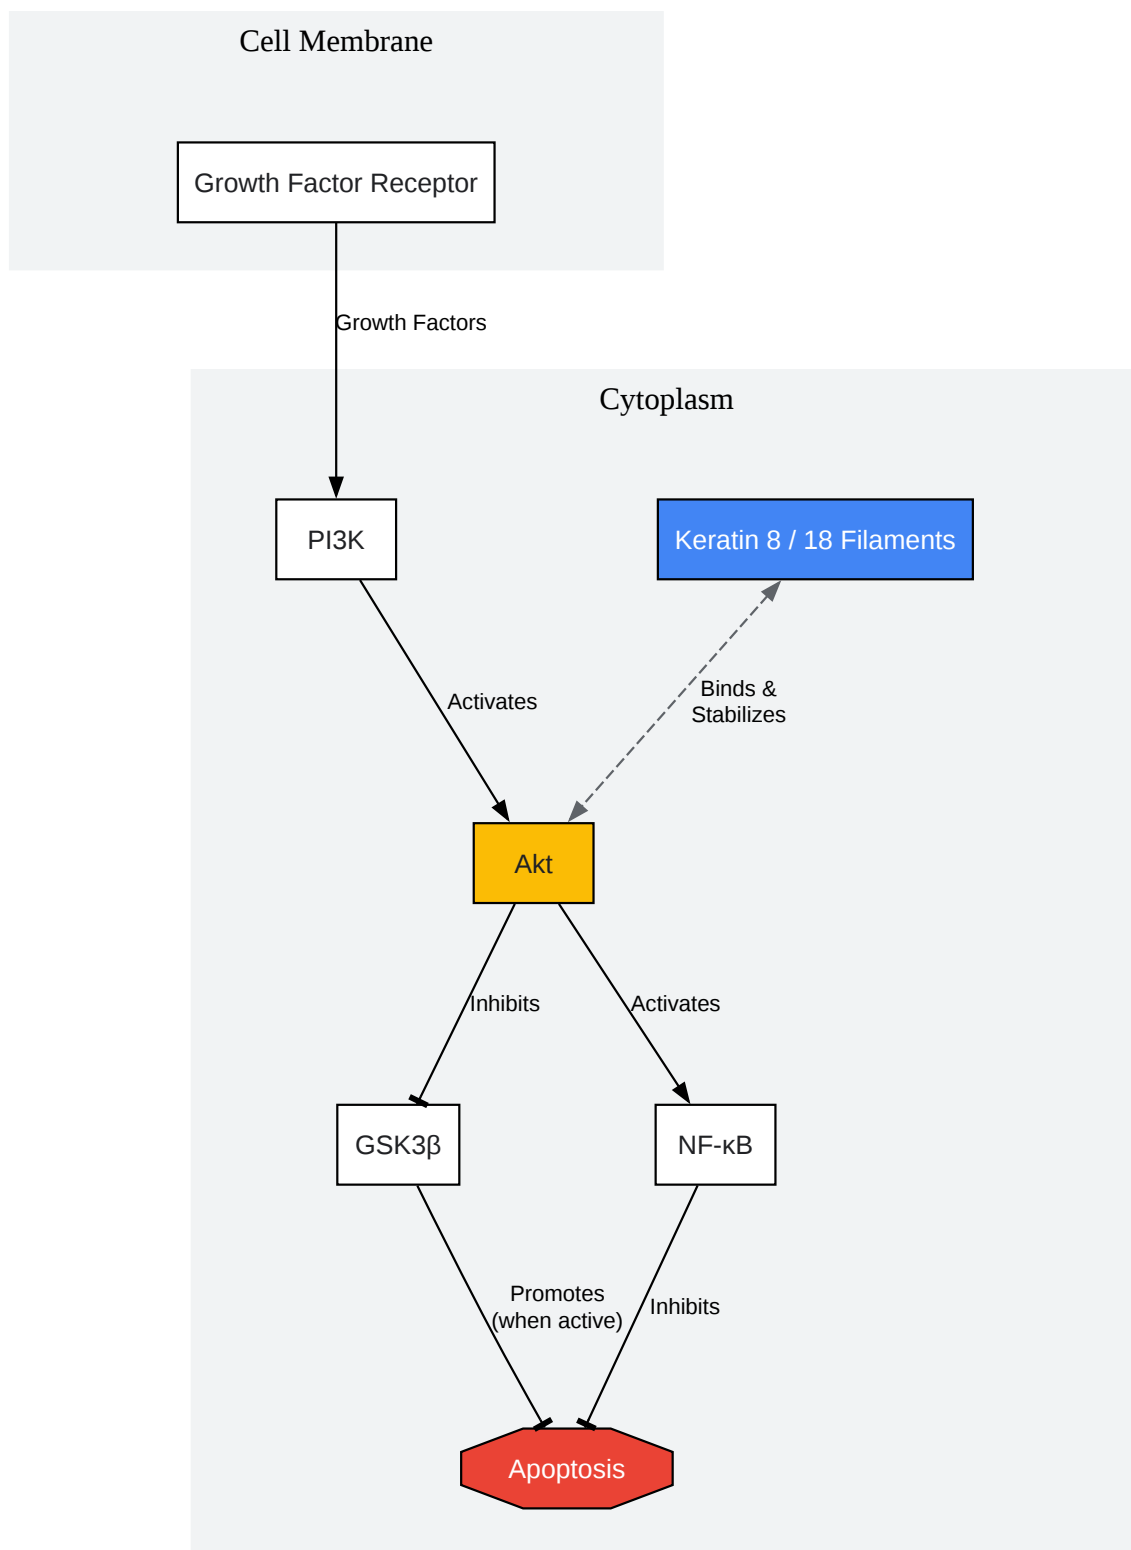 Cell Membrane
Growth Factor Receptor
Growth Factors
Cytoplasm
PI3K
Keratin 8 / 18 Filaments
Activates
Binds &
Stabilizes
Akt
Inhibits
Activates
GSK3β
NF-κB
Promotes
(when active)
Inhibits
Apoptosis